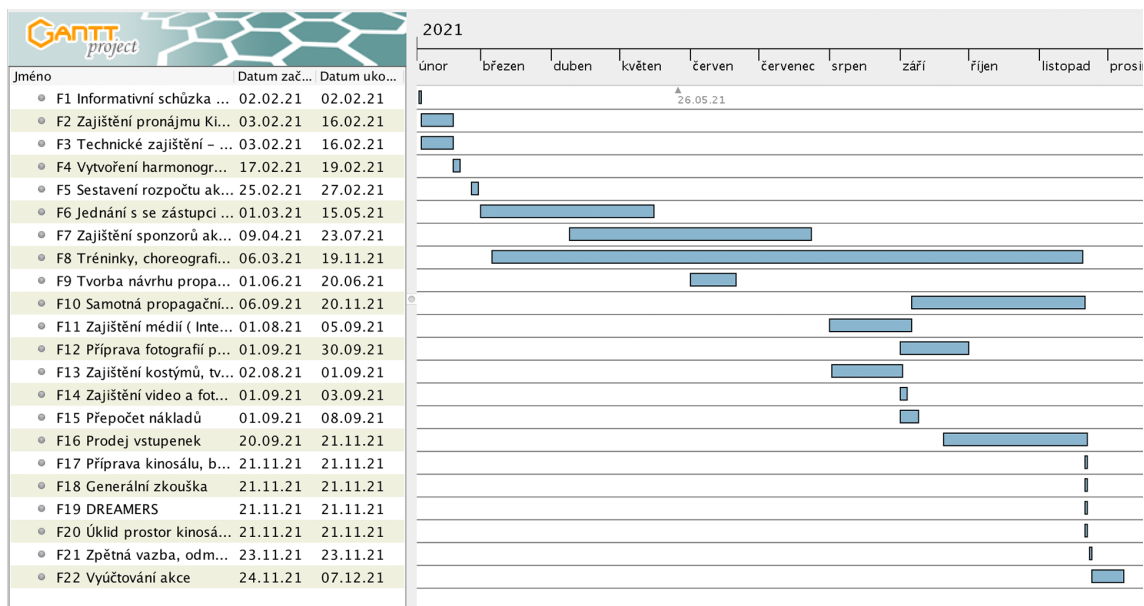 GANTT
project
2021
únor březen duben květen červen červenec srpen září říjen listopad prosin
Jméno Datum zač... Datum uko...
26.05.21
F1 Informativní schůzka ... 02.02.21 02.02.21
F2 Zajištění pronájmu Ki... 03.02.21 16.02.21
F3 Technické zajištění – ... 03.02.21 16.02.21
F4 Vytvoření harmonogr... 17.02.21 19.02.21
F5 Sestavení rozpočtu ak... 25.02.21 27.02.21
F6 Jednání s se zástupci ... 01.03.21 15.05.21
F7 Zajištění sponzorů ak... 09.04.21 23.07.21
F8 Tréninky, choreografi... 06.03.21 19.11.21
F9 Tvorba návrhu propa... 01.06.21 20.06.21
F10 Samotná propagační... 06.09.21 20.11.21
F11 Zajištění médií ( Inte... 01.08.21 05.09.21
F12 Příprava fotografií p... 01.09.21 30.09.21
F13 Zajištění kostýmů, tv... 02.08.21 01.09.21
F14 Zajištění video a fot... 01.09.21 03.09.21
F15 Přepočet nákladů 01.09.21 08.09.21
F16 Prodej vstupenek 20.09.21 21.11.21
F17 Příprava kinosálu, b... 21.11.21 21.11.21
F18 Generální zkouška 21.11.21 21.11.21
F19 DREAMERS 21.11.21 21.11.21
F20 Úklid prostor kinosá... 21.11.21 21.11.21
F21 Zpětná vazba, odm... 23.11.21 23.11.21
F22 Vyúčtování akce 24.11.21 07.12.21